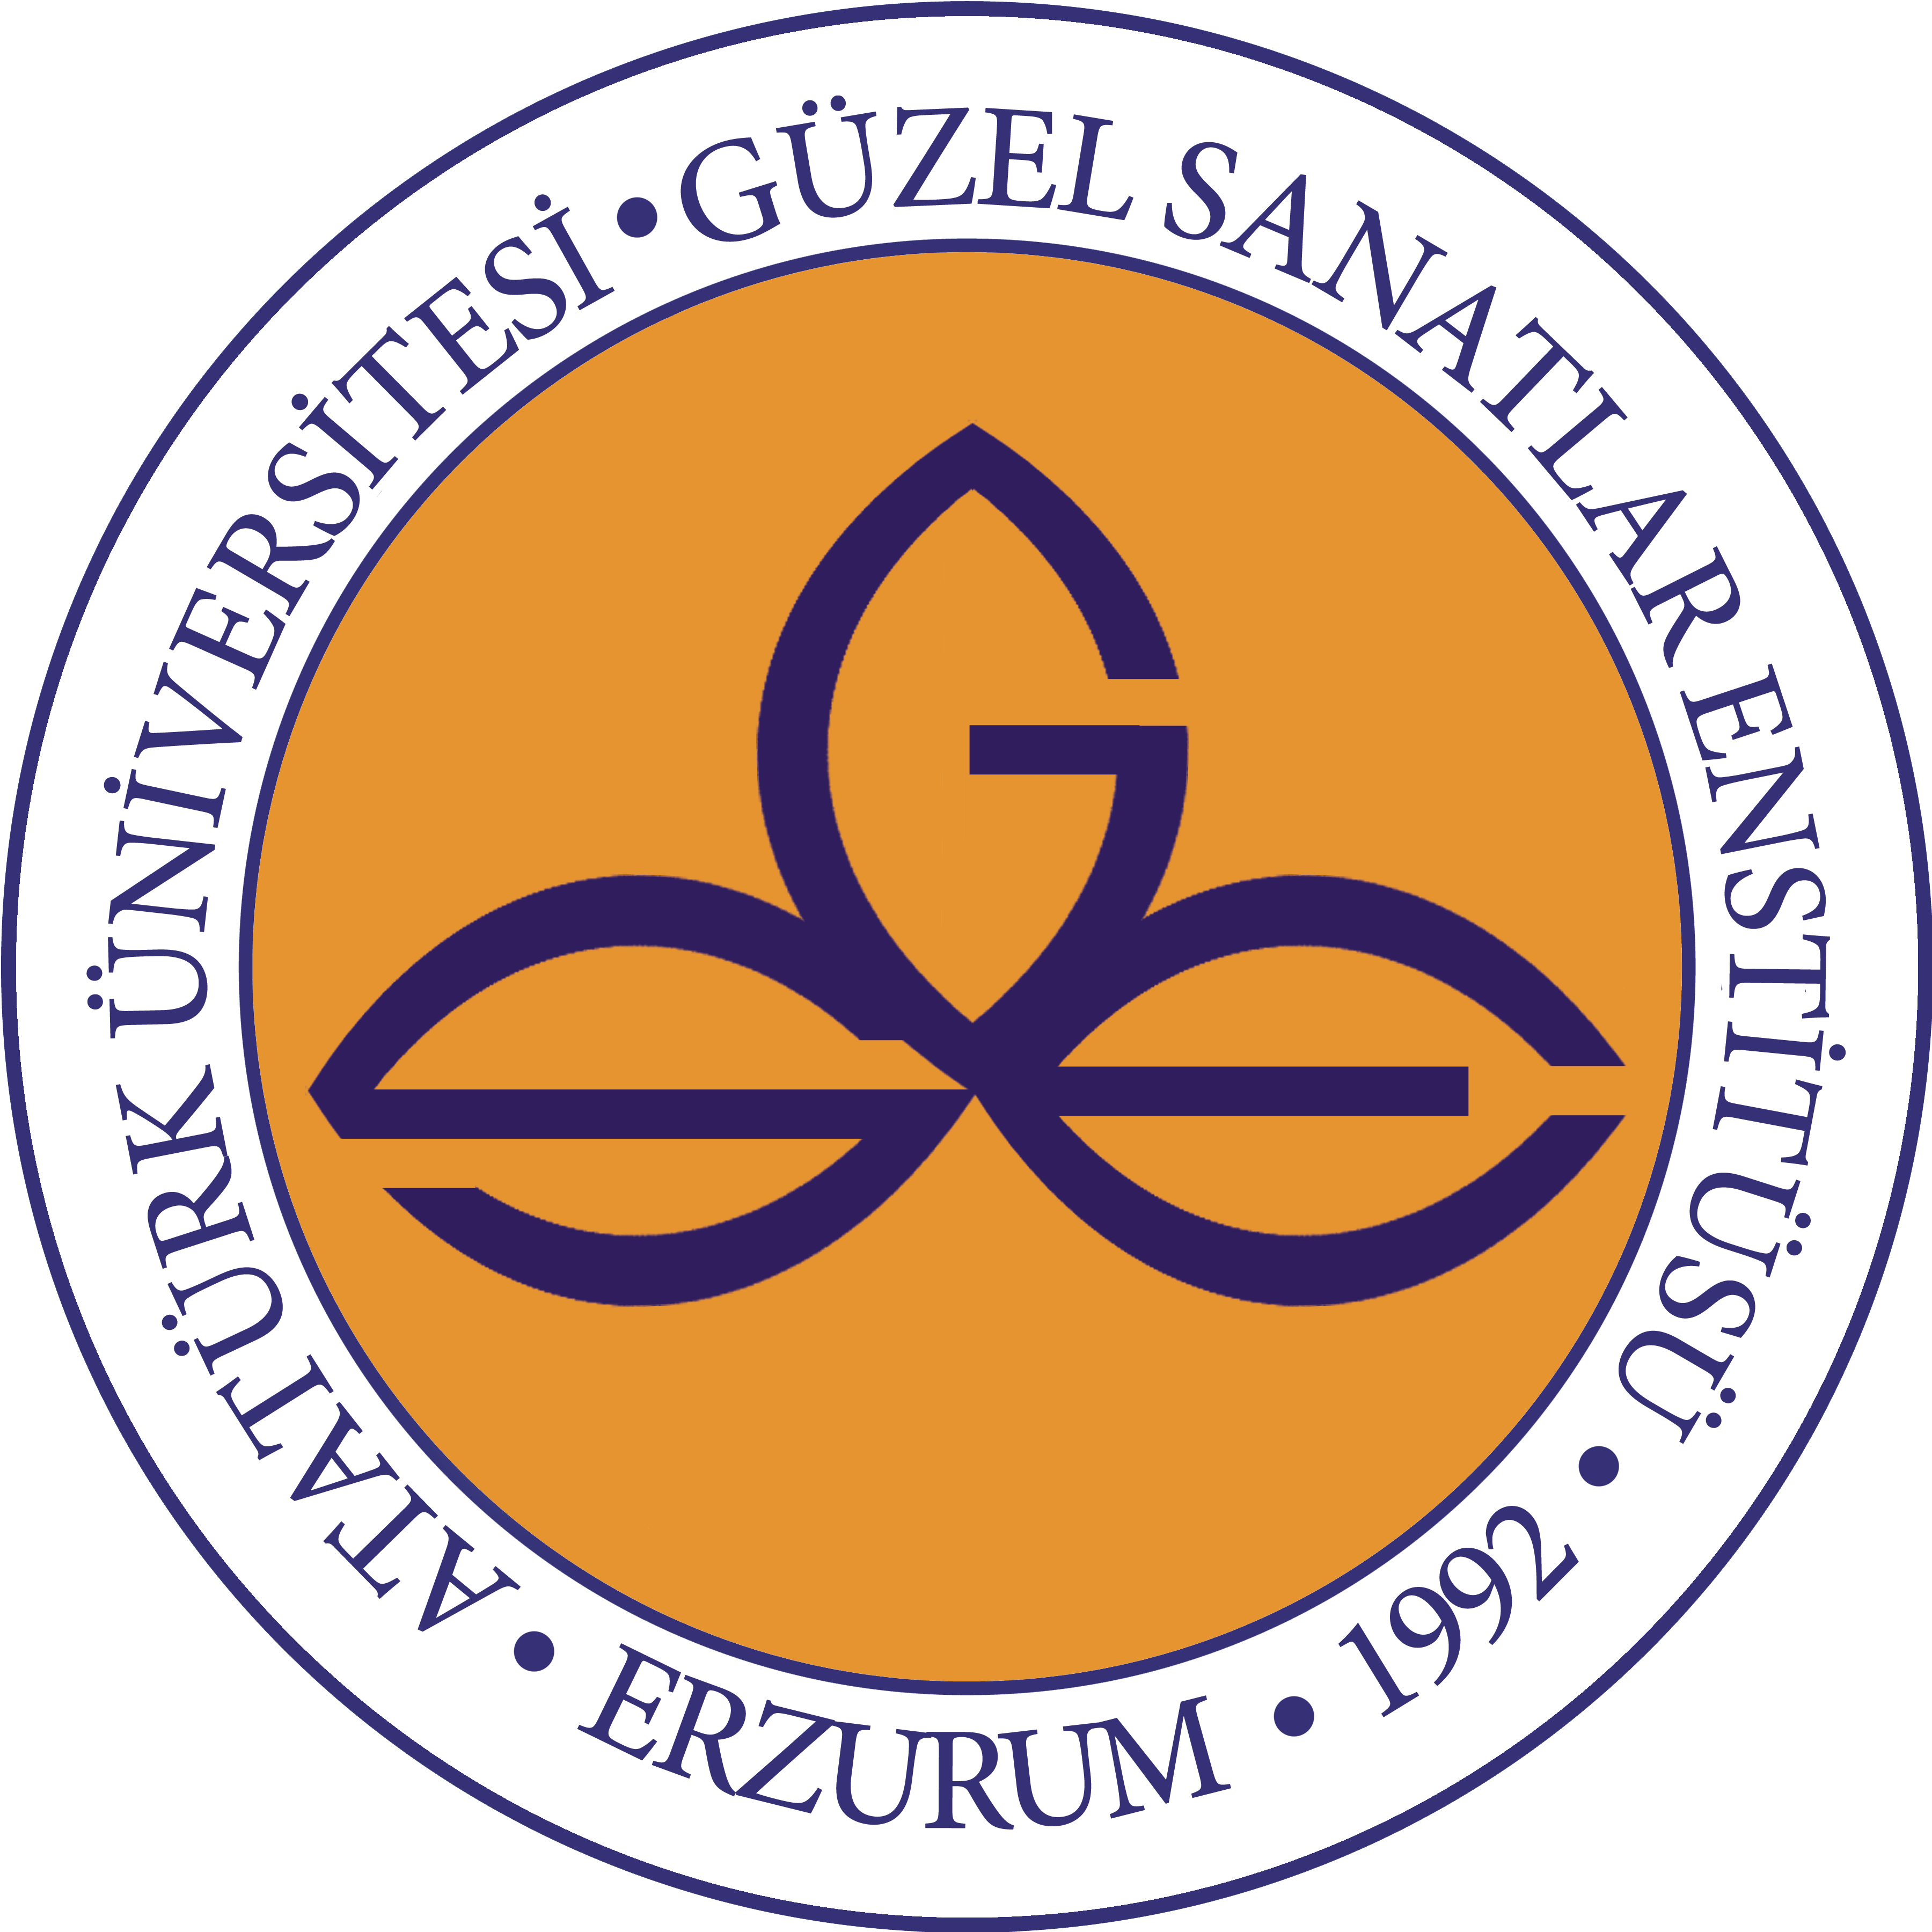 ATATÜRK ÜNİVERSİTESİ • GÜZEL SANATLAR ENSTİTÜSÜ •
1992 •
ERZURUM •
G
S E